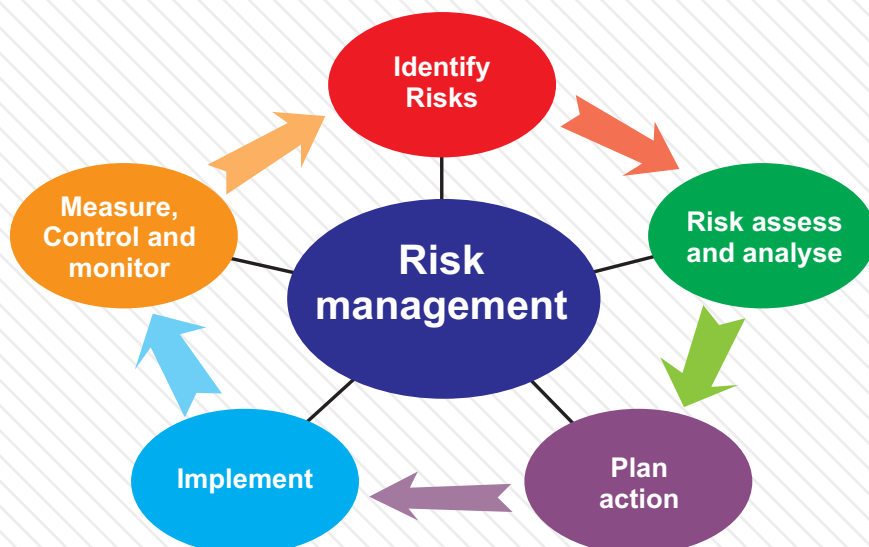 Identify
Risks
Measure,
Control and
monitor
Risk assess
and analyse
Risk
management
Implement
Plan
action